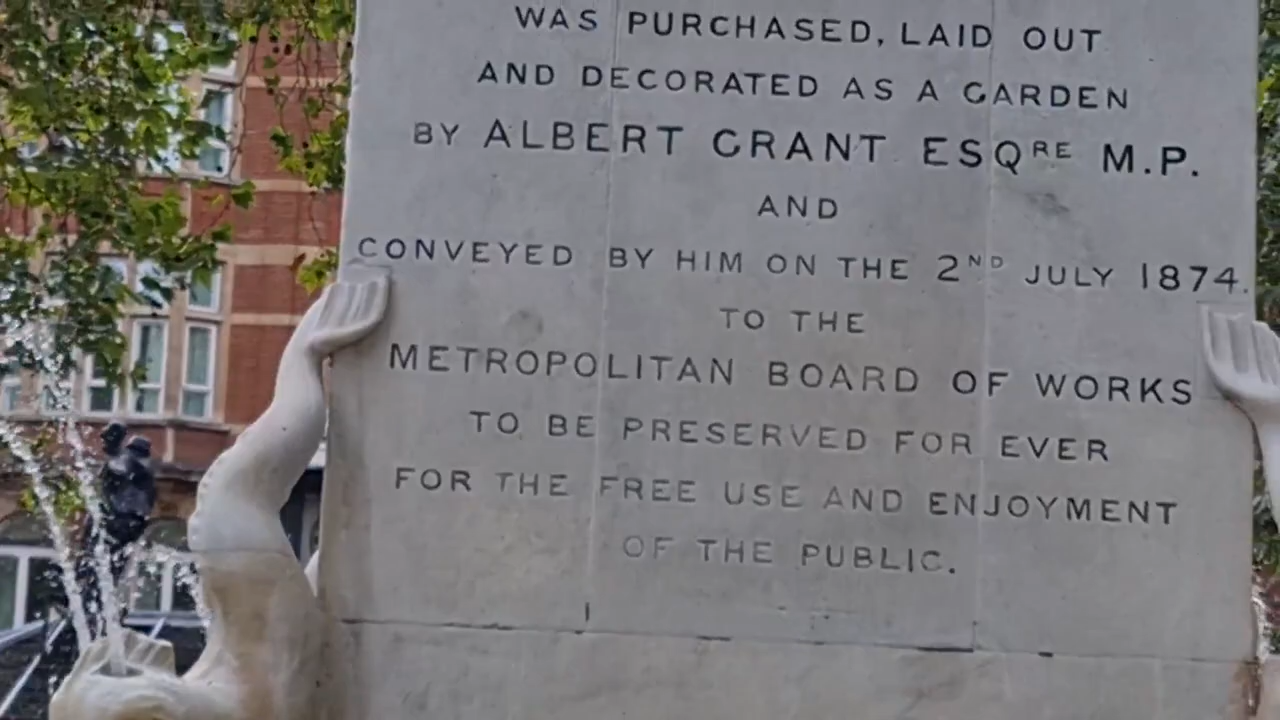 WAS PURCHASED, LAID OUT
AND DECORATED AS A GARDEN
BY ALBERT GRANT ESQRE M.P.
AND
CONVEYED BY HIM ON THE 2ND JULY 1874.
TO THE
METROPOLITAN BOARD OF WORKS
TO BE PRESERVED FOR EVER
FOR THE FREE USE AND ENJOYMENT
OF THE PUBLIC.